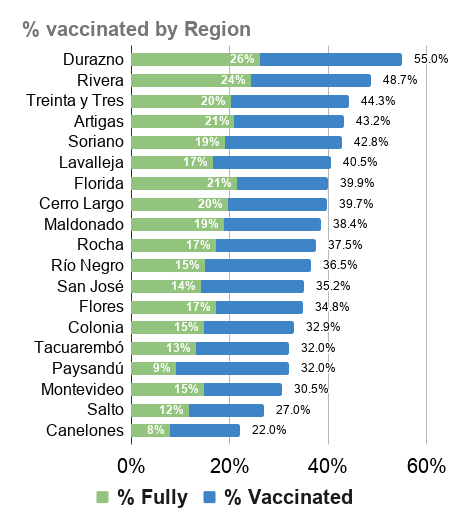 % vaccinated by Region
Durazno 26% 55.0%
Rivera 24% 48.7%
Treinta y Tres 20% 44.3%
Artigas 21% 43.2%
Soriano 19% 42.8%
Lavalleja 17% 40.5%
Florida 21% 39.9%
Cerro Largo 20% 39.7%
Maldonado 19% 38.4%
Rocha 17% 37.5%
Río Negro 15% 36.5%
San José 14% 35.2%
Flores 17% 34.8%
Colonia 15% 32.9%
Tacuarembó 13% 32.0%
Paysandú 9% 32.0%
Montevideo 15% 30.5%
Salto 12% 27.0%
Canelones 8% 22.0%
0% 20% 40% 60%
% Fully % Vaccinated